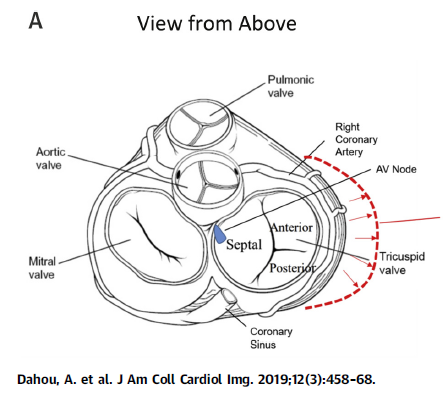 A
View from Above
Pulmonic
valve
Right
Coronary
Artery
Aortic
valve
AV Node
Anterior
Septal
Posterior
Mitral
valve
Tricuspid
valve
Coronary
Sinus
Dahou, A. et al. J Am Coll Cardiol Img. 2019;12(3):458–68.